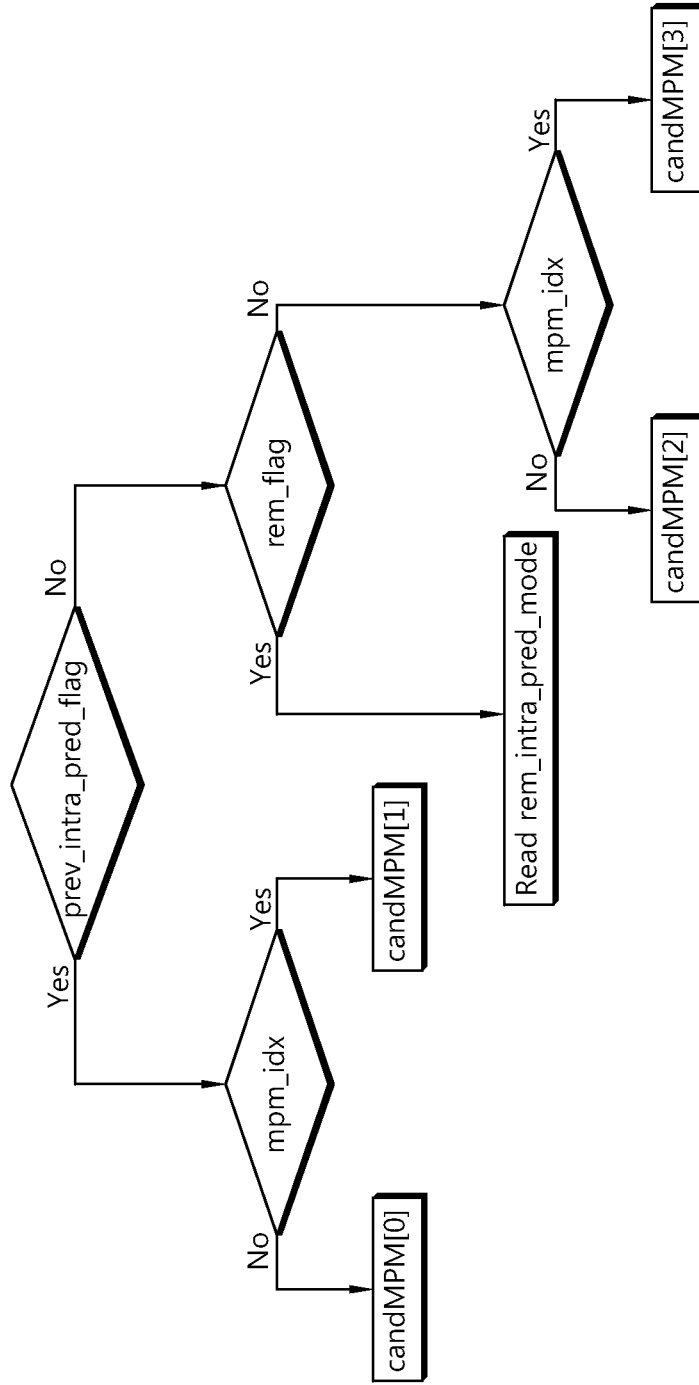 prev_intra_pred_flag
Yes
No
mpm_idx
rem_flag
No
Yes
Yes
No
candMPM[0]
candMPM[1]
Read rem_intra_pred_mode
mpm_idx
No
Yes
candMPM[2]
candMPM[3]